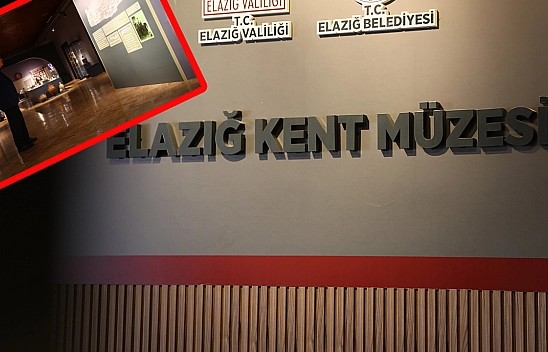 ELAZIĞ VALİLİĞİ
T.C.
ELAZIĞ VALİLİĞİ
T.C.
ELAZIĞ BELEDİYESİ
ELAZIĞ KENT MÜZESİ